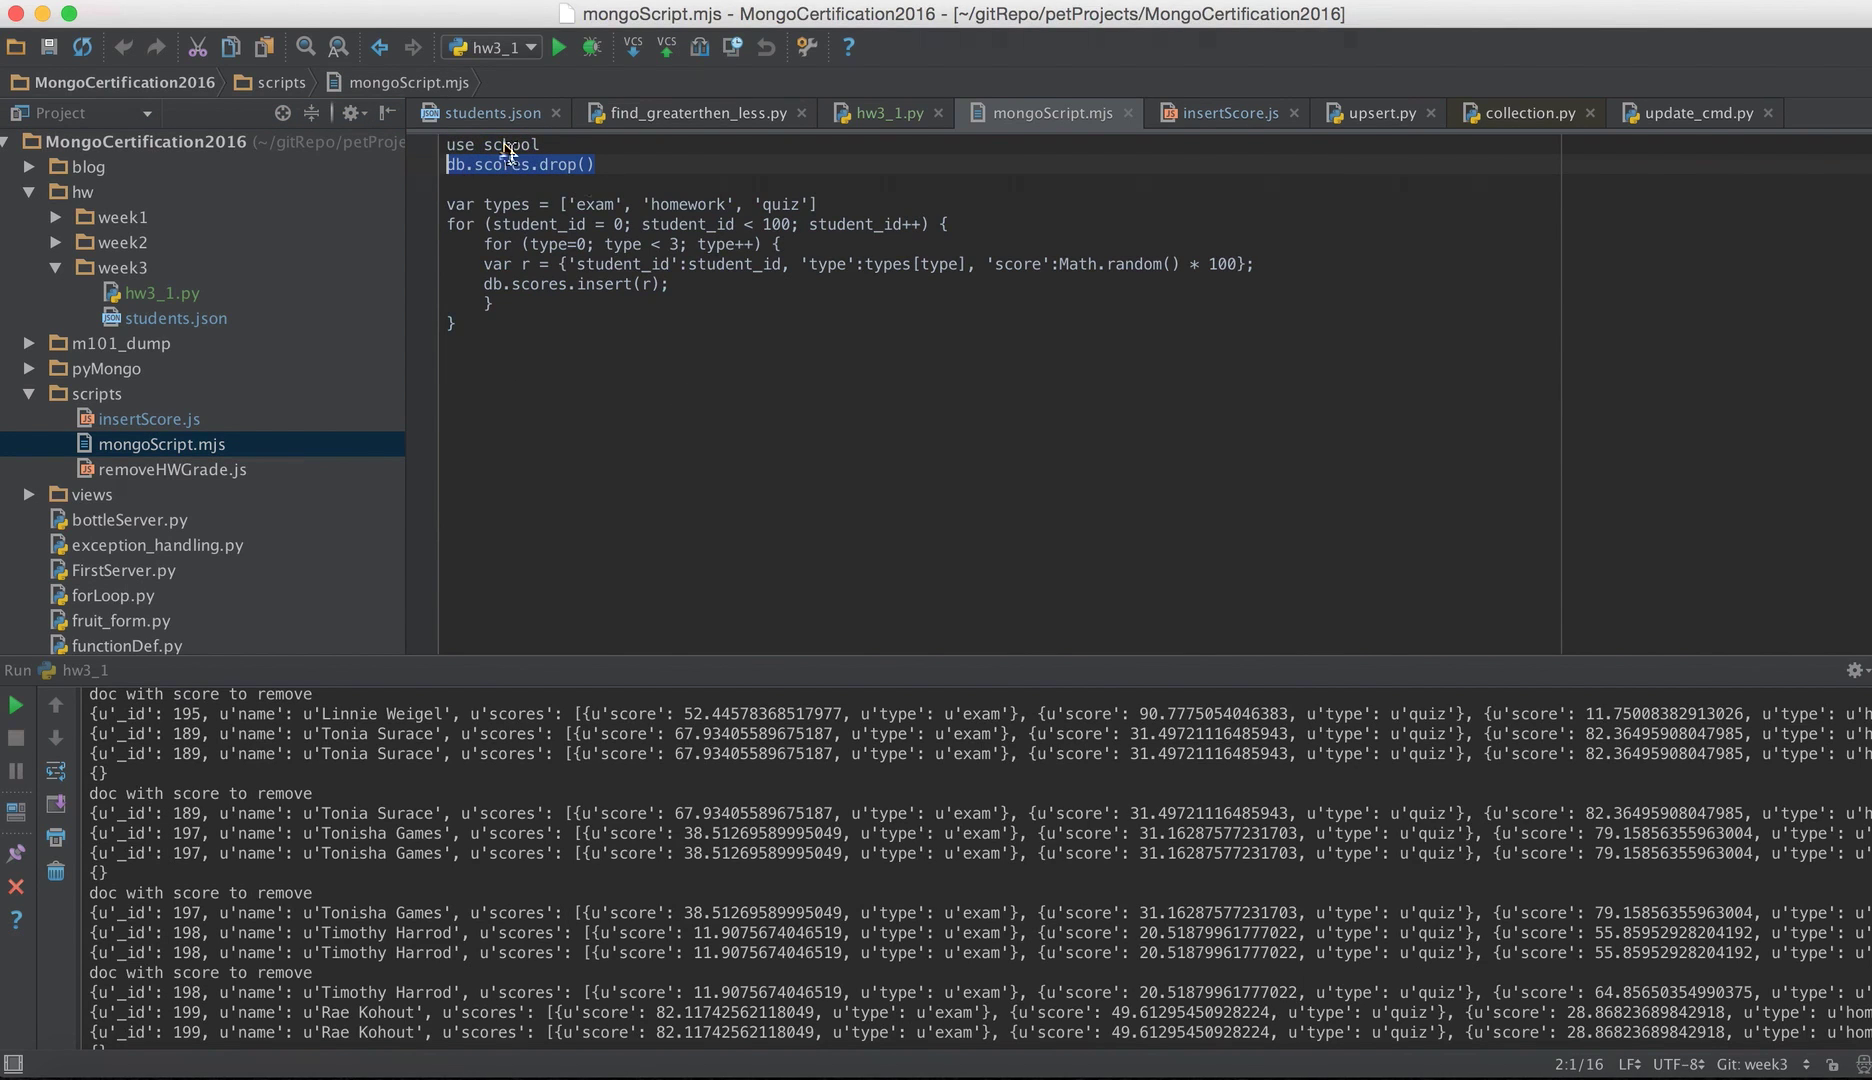 mongoScript.mjs - MongoCertification2016 - [~/gitRepo/petProjects/MongoCertification2016]
hw3_1
VCS VCS
?
MongoCertification2016 scripts mongoScript.mjs
Project
students.json find_greaterthen_less.py hw3_1.py mongoScript.mjs insertScore.js upsert.py collection.py update_cmd.py
MongoCertification2016 (~/gitRepo/petProje
blog
hw
week1
week2
week3
hw3_1.py
students.json
m101_dump
pyMongo
scripts
insertScore.js
mongoScript.mjs
removeHWGrade.js
views
bottleServer.py
exception_handling.py
FirstServer.py
forLoop.py
fruit_form.py
functionDef.py
use school
db.scores.drop()
var types = ['exam', 'homework', 'quiz']
for (student_id = 0; student_id < 100; student_id++) {
for (type=0; type < 3; type++) {
var r = {'student_id':student_id, 'type':types[type], 'score':Math.random() * 100};
db.scores.insert(r);
}
}
Run hw3_1
doc with score to remove
{u'_id': 195, u'name': u'Linnie Weigel', u'scores': [{u'score': 52.44578368517977, u'type': u'exam'}, {u'score': 90.7775054046383, u'type': u'quiz'}, {u'score': 11.75008382913026, u'type': u'h
{u'_id': 189, u'name': u'Tonia Surace', u'scores': [{u'score': 67.93405589675187, u'type': u'exam'}, {u'score': 31.49721116485943, u'type': u'quiz'}, {u'score': 82.36495908047985, u'type': u'
{u'_id': 189, u'name': u'Tonia Surace', u'scores': [{u'score': 67.93405589675187, u'type': u'exam'}, {u'score': 31.49721116485943, u'type': u'quiz'}, {u'score': 82.36495908047985, u'type': u'
{}
doc with score to remove
{u'_id': 189, u'name': u'Tonia Surace', u'scores': [{u'score': 67.93405589675187, u'type': u'exam'}, {u'score': 31.49721116485943, u'type': u'quiz'}, {u'score': 82.36495908047985, u'type': u'
{u'_id': 197, u'name': u'Tonisha Games', u'scores': [{u'score': 38.51269589995049, u'type': u'exam'}, {u'score': 31.16287577231703, u'type': u'quiz'}, {u'score': 79.15856355963004, u'type': u'
{u'_id': 197, u'name': u'Tonisha Games', u'scores': [{u'score': 38.51269589995049, u'type': u'exam'}, {u'score': 31.16287577231703, u'type': u'quiz'}, {u'score': 79.15856355963004, u'type': u'
{}
doc with score to remove
{u'_id': 197, u'name': u'Tonisha Games', u'scores': [{u'score': 38.51269589995049, u'type': u'exam'}, {u'score': 31.16287577231703, u'type': u'quiz'}, {u'score': 79.15856355963004, u'type': u'
{u'_id': 198, u'name': u'Timothy Harrod', u'scores': [{u'score': 11.9075674046519, u'type': u'exam'}, {u'score': 20.51879961777022, u'type': u'quiz'}, {u'score': 55.85952928204192, u'type': u'
{u'_id': 198, u'name': u'Timothy Harrod', u'scores': [{u'score': 11.9075674046519, u'type': u'exam'}, {u'score': 20.51879961777022, u'type': u'quiz'}, {u'score': 55.85952928204192, u'type': u'
doc with score to remove
{u'_id': 198, u'name': u'Timothy Harrod', u'scores': [{u'score': 11.9075674046519, u'type': u'exam'}, {u'score': 20.51879961777022, u'type': u'quiz'}, {u'score': 64.85650354990375, u'type': u'
{u'_id': 199, u'name': u'Rae Kohout', u'scores': [{u'score': 82.11742562118049, u'type': u'exam'}, {u'score': 49.61295450928224, u'type': u'quiz'}, {u'score': 28.86823689842918, u'type': u'hom
{u'_id': 199, u'name': u'Rae Kohout', u'scores': [{u'score': 82.11742562118049, u'type': u'exam'}, {u'score': 49.61295450928224, u'type': u'quiz'}, {u'score': 28.86823689842918, u'type': u'hom
2:1/16 LF UTF-8 Git: week3